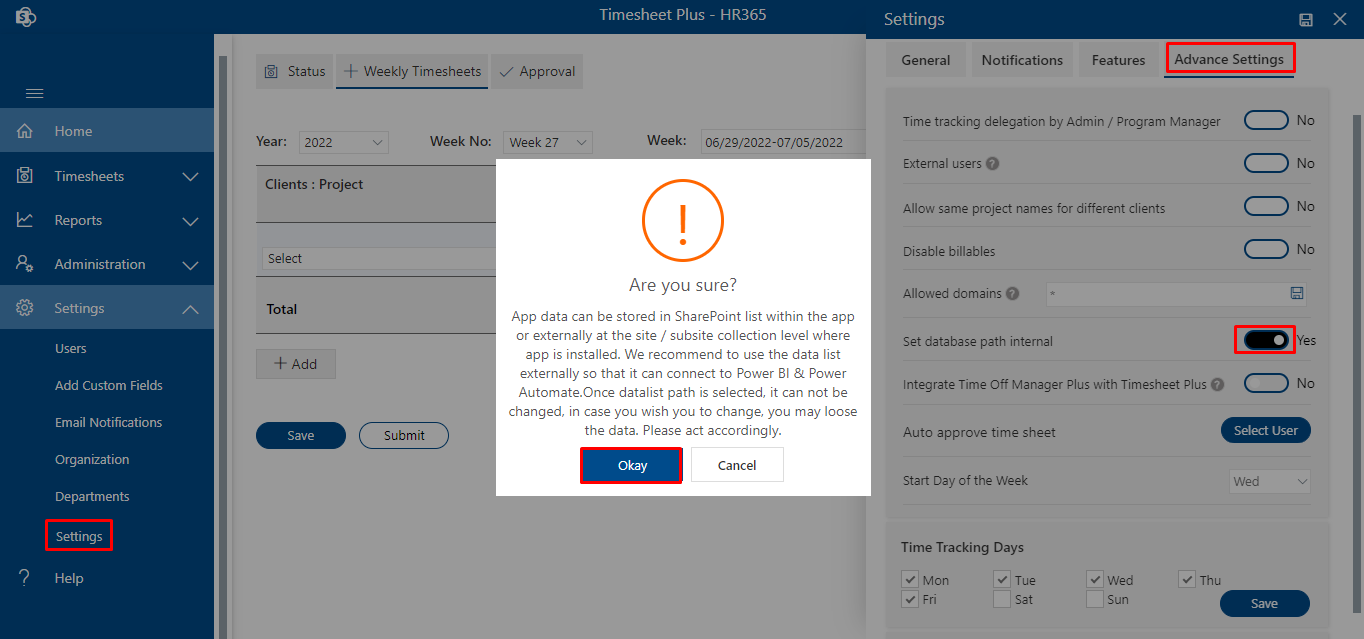 Timesheet Plus - HR365
Home
Timesheets
Reports
Administration
Settings
Users
Add Custom Fields
Email Notifications
Organization
Departments
Settings
? Help
Status
Weekly Timesheets
Approval
Year: 2022 Week No: Week 27 Week: 06/29/2022-07/05/2022
Clients : Project
Select
Total
+ Add
Save Submit
!
Are you sure?
App data can be stored in SharePoint list within the app
or externally at the site / subsite collection level where
app is installed. We recommend to use the data list
externally so that it can connect to Power BI & Power
Automate.Once datalist path is selected, it can not be
changed, in case you wish you to change, you may loose
the data. Please act accordingly.
Okay Cancel
Settings
General Notifications Features Advance Settings
Time tracking delegation by Admin / Program Manager No
External users ? No
Allow same project names for different clients No
Disable billables No
Allowed domains ? *
Set database path internal Yes
Integrate Time Off Manager Plus with Timesheet Plus ? No
Auto approve time sheet Select User
Start Day of the Week Wed
Time Tracking Days
Mon Tue Wed Thu
Fri Sat Sun
Save